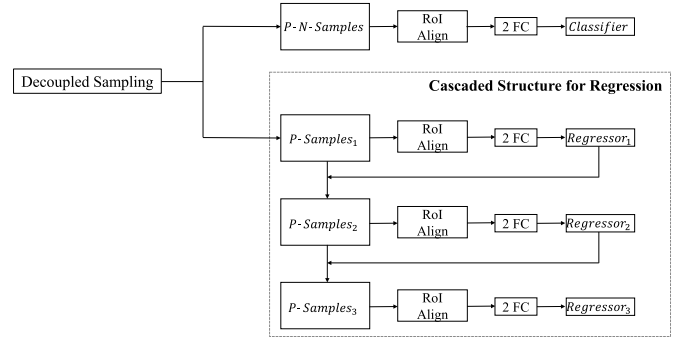 P-N-Samples
RoI
Align
2 FC
Classifier
Decoupled Sampling
Cascaded Structure for Regression
P-Samples₁
RoI
Align
2 FC
Regressor₁
P-Samples₂
RoI
Align
2 FC
Regressor₂
P-Samples₃
RoI
Align
2 FC
Regressor₃